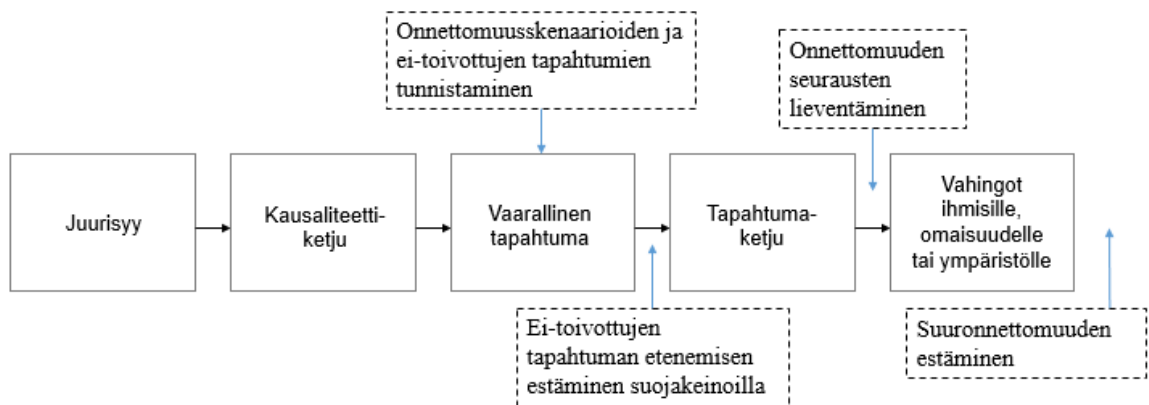 Onnettomuusskenaarioiden ja
ei-toivottujen tapahtumien
tunnistaminen
Onnettomuuden
seurausten
lieventäminen
Juurisyy
Kausaliteetti-
ketju
Vaarallinen
tapahtuma
Tapahtuma-
ketju
Vahingot
ihmisille,
omaisuudelle
tai ympäristölle
Ei-toivottujen
tapahtuman etenemisen
estäminen suojakeinoilla
Suuronnettomuuden
estäminen